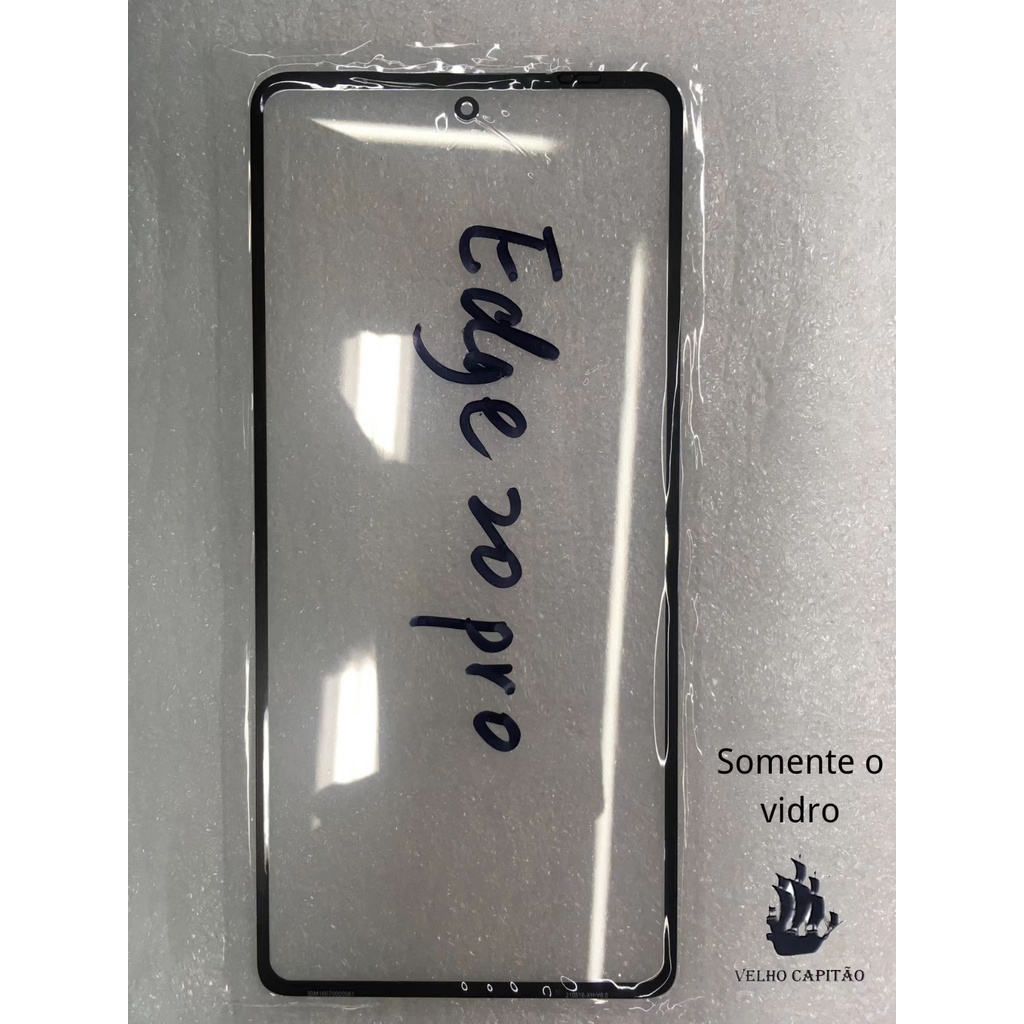 Edge 20 pro
Somente o
vidro
VELHO CAPITÃO